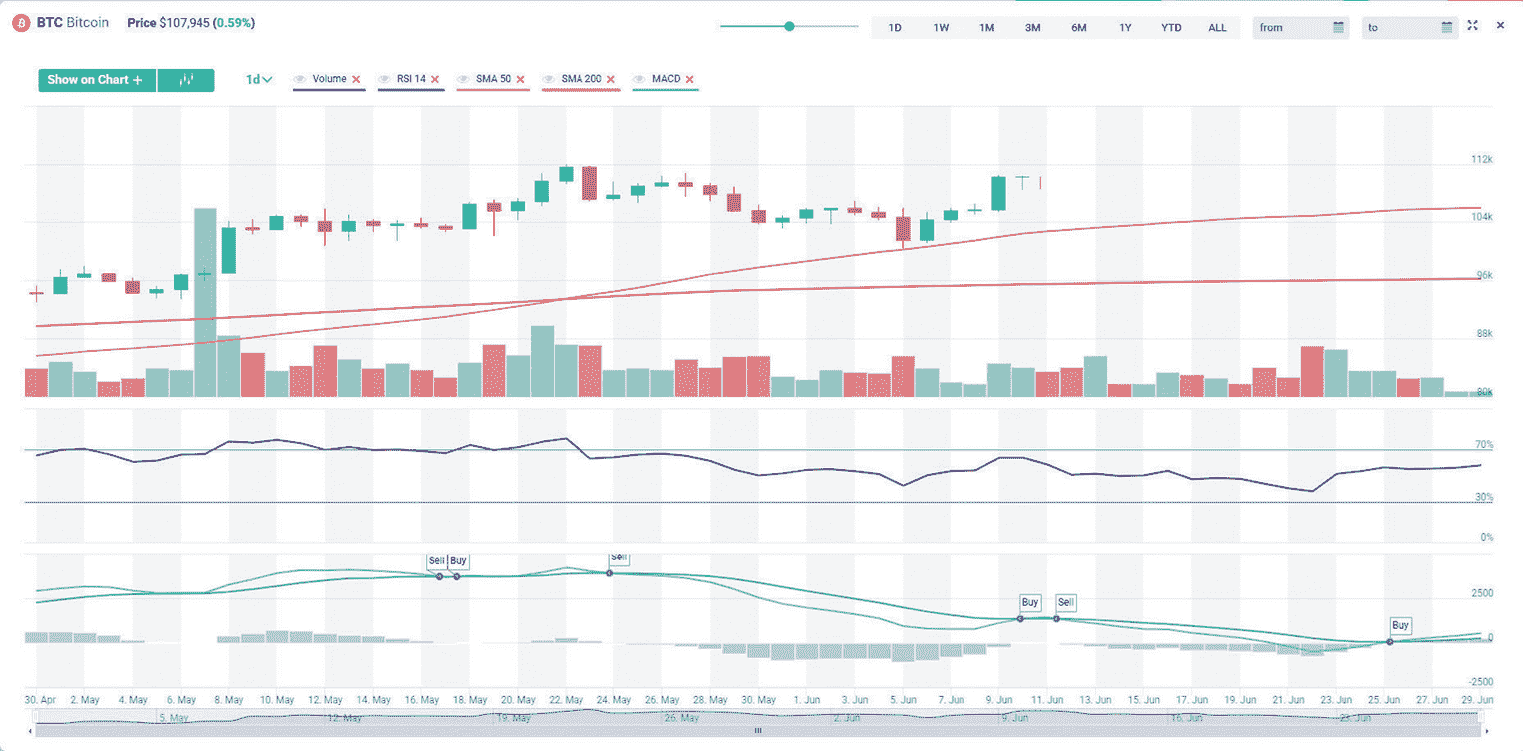 BTC Bitcoin Price $107,945 (0.59%)
1D 1W 1M 3M 6M 1Y YTD ALL from to
Show on Chart + 1d Volume RSI 14 SMA 50 SMA 200 MACD
112k
104k
96k
88k
80k
70%
30%
0%
Sell Buy Sell
2500
Buy Sell
Buy
0
-2500
30. Apr 2. May 4. May 6. May 8. May 10. May 12. May 14. May 16. May 18. May 20. May 22. May 24. May 26. May 28. May 30. May 1. Jun 3. Jun 5. Jun 7. Jun 9. Jun 11. Jun 13. Jun 15. Jun 17. Jun 19. Jun 21. Jun 23. Jun 25. Jun 27. Jun 29. Jun
5. May 12. May 19. May 26. May 2. Jun 9. Jun 16. Jun 23. Jun